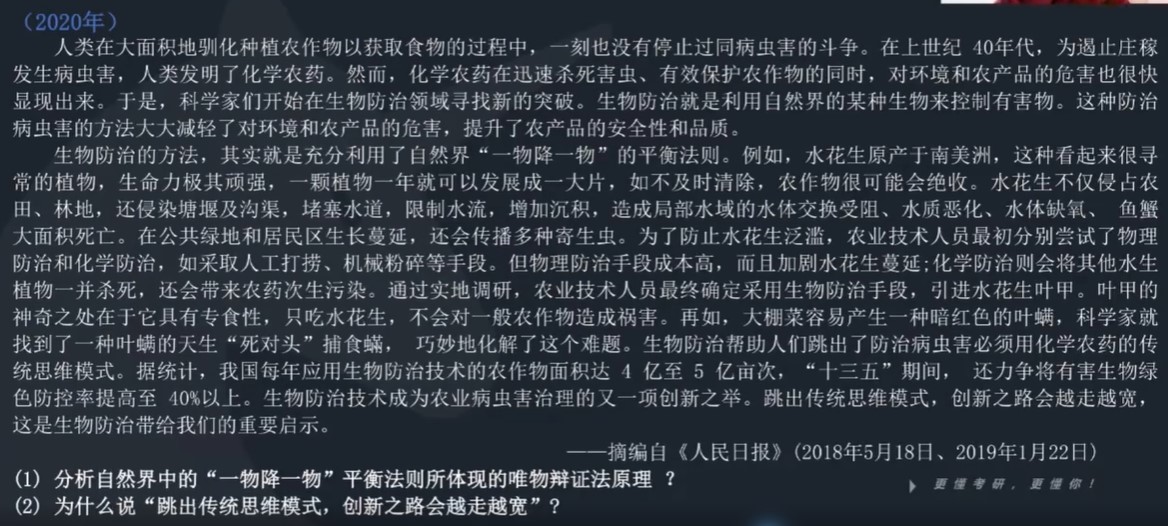 （2020年）
人类在大面积地驯化种植农作物以获取食物的过程中，一刻也没有停止过同病虫害的斗争。在上世纪 40年代，为遏止庄稼
发生病虫害，人类发明了化学农药。然而，化学农药在迅速杀死害虫、有效保护农作物的同时，对环境和农产品的危害也很快
显现出来。于是，科学家们开始在生物防治领域寻找新的突破。生物防治就是利用自然界的某种生物来控制有害物。这种防治
病虫害的方法大大减轻了对环境和农产品的危害，提升了农产品的安全性和品质。
生物防治的方法，其实就是充分利用了自然界“一物降一物”的平衡法则。例如，水花生原产于南美洲，这种看起来很寻
常的植物，生命力极其顽强，一颗植物一年就可以发展成一大片，如不及时清除，农作物很可能会绝收。水花生不仅侵占农
田、林地，还侵染塘堰及沟渠，堵塞水道，限制水流，增加沉积，造成局部水域的水体交换受阻、水质恶化、水体缺氧、 鱼蟹
大面积死亡。在公共绿地和居民区生长蔓延，还会传播多种寄生虫。为了防止水花生泛滥，农业技术人员最初分别尝试了物理
防治和化学防治，如采取人工打捞、机械粉碎等手段。但物理防治手段成本高，而且加剧水花生蔓延;化学防治则会将其他水生
植物一并杀死，还会带来农药次生污染。通过实地调研，农业技术人员最终确定采用生物防治手段，引进水花生叶甲。叶甲的
神奇之处在于它具有专食性，只吃水花生，不会对一般农作物造成祸害。再如，大棚菜容易产生一种暗红色的叶螨，科学家就
找到了一种叶螨的天生“死对头”捕食螨， 巧妙地化解了这个难题。生物防治帮助人们跳出了防治病虫害必须用化学农药的传
统思维模式。据统计，我国每年应用生物防治技术的农作物面积达 4 亿至 5 亿亩次，“十三五”期间， 还力争将有害生物绿
色防控率提高至 40%以上。生物防治技术成为农业病虫害治理的又一项创新之举。跳出传统思维模式，创新之路会越走越宽，
这是生物防治带给我们的重要启示。
——摘编自《人民日报》(2018年5月18日、2019年1月22日)
(1) 分析自然界中的“一物降一物”平衡法则所体现的唯物辩证法原理 ？
(2) 为什么说“跳出传统思维模式，创新之路会越走越宽”?
更懂考研，更懂你！